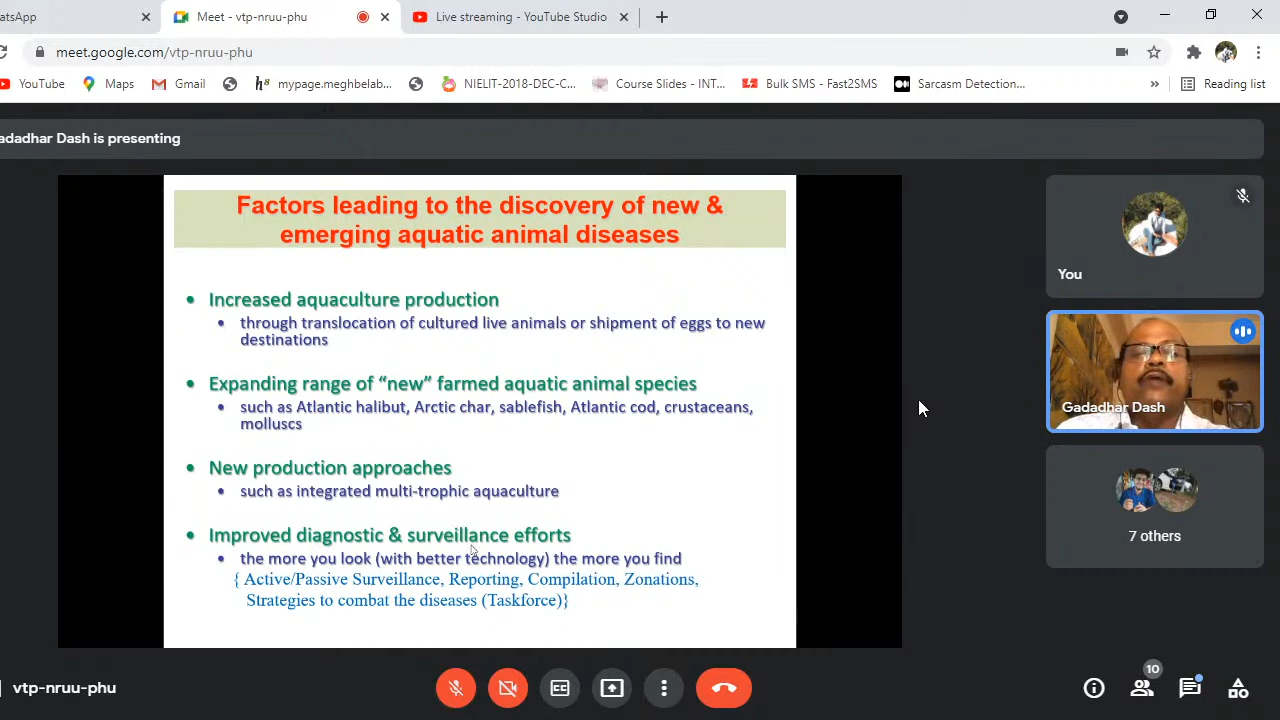 atsApp
Meet - vtp-nruu-phu
Live streaming - YouTube Studio
meet.google.com/vtp-nruu-phu
YouTube
Maps
Gmail
mypage.meghbelab...
NIELIT-2018-DEC-C...
Course Slides - INT...
Bulk SMS - Fast2SMS
Sarcasm Detection...
»
Reading list
adadhar Dash is presenting
Factors leading to the discovery of new &
emerging aquatic animal diseases
• Increased aquaculture production
• through translocation of cultured live animals or shipment of eggs to new
destinations
• Expanding range of “new” farmed aquatic animal species
• such as Atlantic halibut, Arctic char, sablefish, Atlantic cod, crustaceans,
molluscs
• New production approaches
• such as integrated multi-trophic aquaculture
• Improved diagnostic & surveillance efforts
• the more you look (with better technology) the more you find
{ Active/Passive Surveillance, Reporting, Compilation, Zonations,
Strategies to combat the diseases (Taskforce)}
You
Gadadhar Dash
7 others
vtp-nruu-phu
10